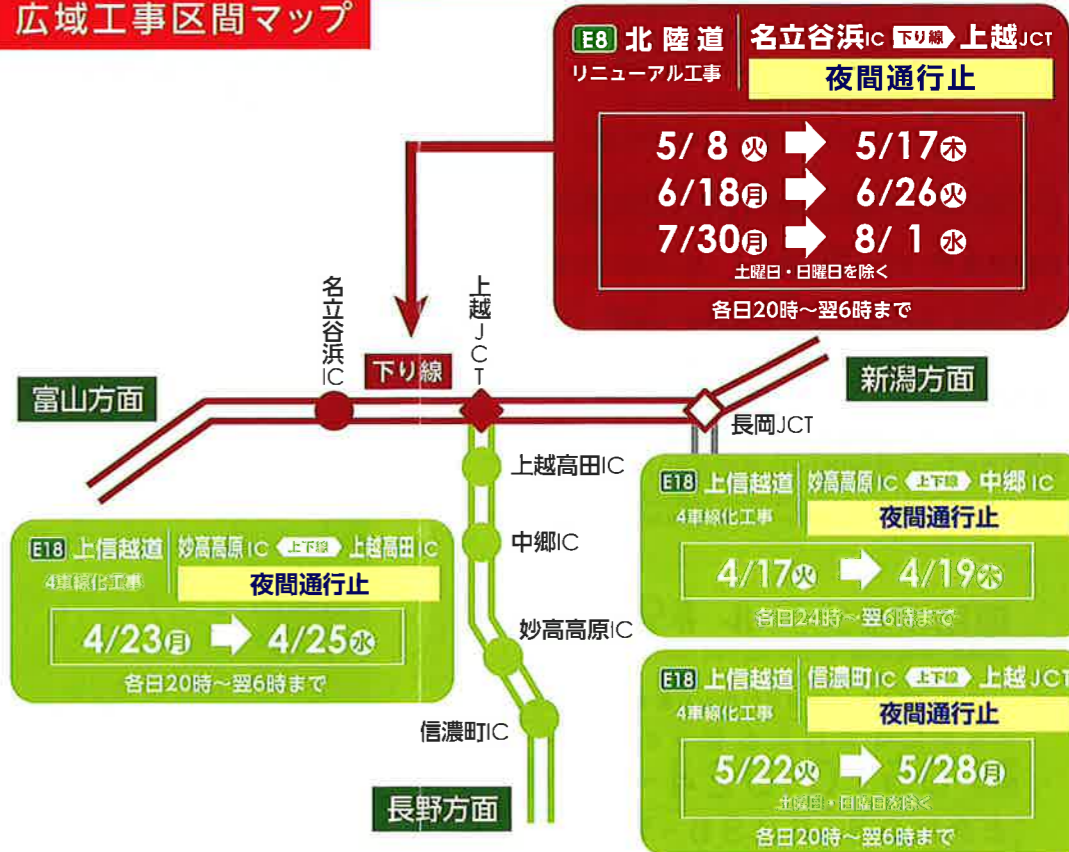 広域工事区間マップ
E8 北陸道
リニューアル工事
名立谷浜IC 下り線 上越JCT
夜間通行止
5/ 8 火 5/17 木
6/18 月 6/26 火
7/30 月 8/ 1 水
土曜日・日曜日を除く
各日20時～翌6時まで
名立谷浜IC
下り線
上越JCT
富山方面
新潟方面
長岡JCT
上越高田IC
中郷IC
妙高高原IC
信濃町IC
長野方面
E18 上信越道
4車線化工事
妙高高原IC 上下線 上越高田IC
夜間通行止
4/23 月 4/25 水
各日20時～翌6時まで
E18 上信越道
4車線化工事
妙高高原IC 上下線 中郷IC
夜間通行止
4/17 火 4/19 木
各日24時～翌6時まで
E18 上信越道
4車線化工事
信濃町IC 上下線 上越JCT
夜間通行止
5/22 火 5/28 月
土曜日・日曜日を除く
各日20時～翌6時まで